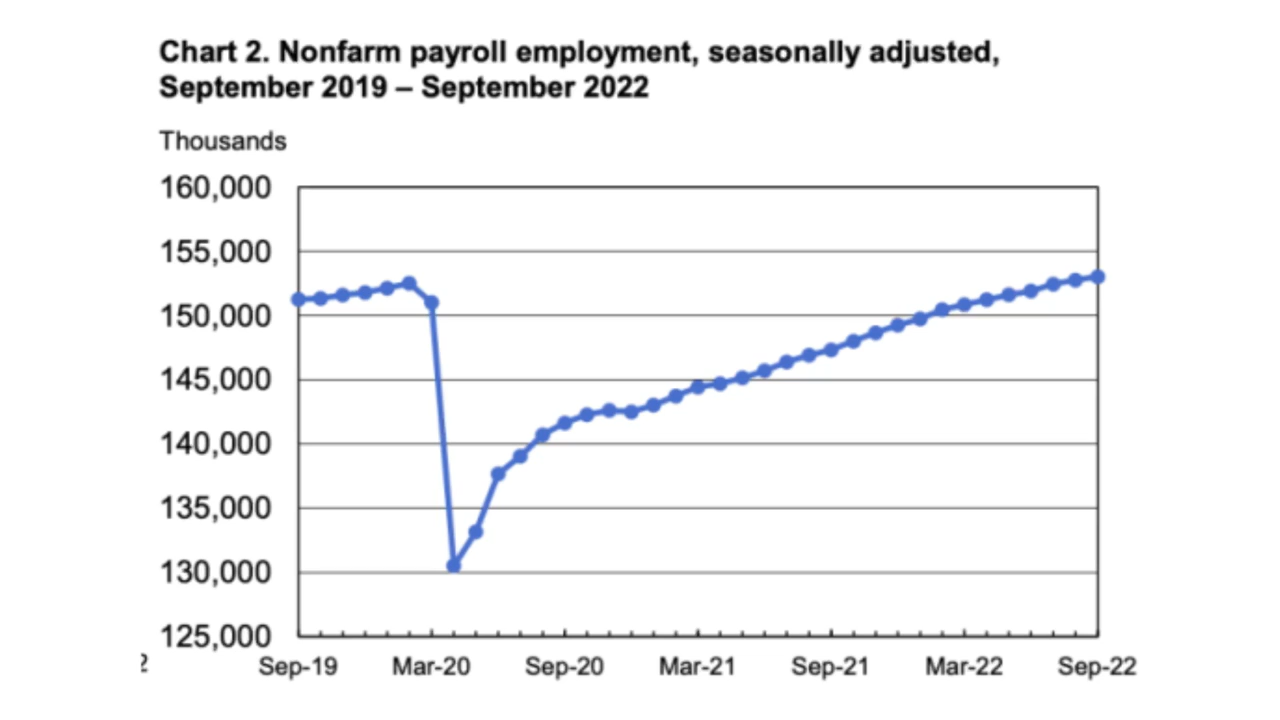 Chart 2. Nonfarm payroll employment, seasonally adjusted,
September 2019 – September 2022
Thousands
160,000
155,000
150,000
145,000
140,000
135,000
130,000
125,000
2
Sep-19 Mar-20 Sep-20 Mar-21 Sep-21 Mar-22 Sep-22